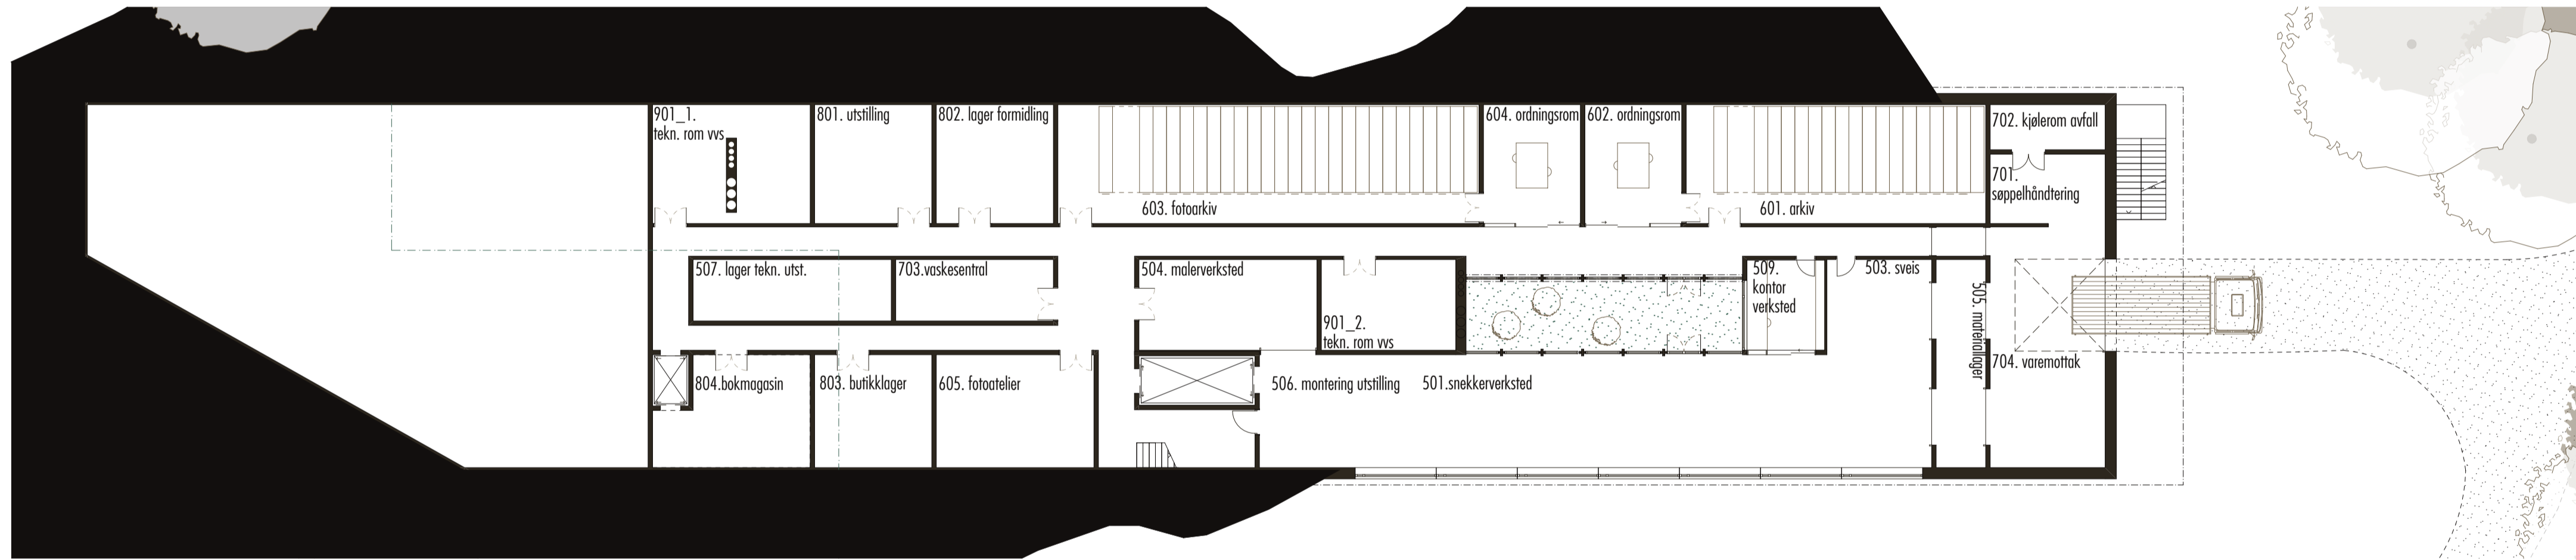 901_1.
tekn. rom vvs
801. utstilling
802. lager formidling
603. fotoarkiv
604. ordningsrom
602. ordningsrom
601. arkiv
702. kjølerom avfall
701.
søppelhåndtering
507. lager tekn. utst.
703.vaskesentral
504. malerverksted
901_2.
tekn. rom vvs
509.
kontor
verksted
503. sveis
505. materiallager
704. varemottak
804.bokmagasin
803. butikklager
605. fotoatelier
506. montering utstilling
501.snekkerverksted